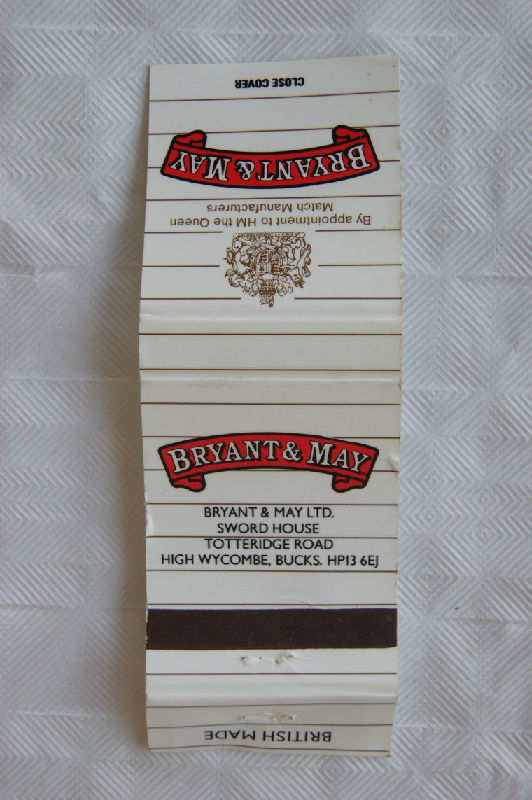 CLOSE COVER
BRYANT & MAY
By appointment to HM the Queen
Match Manufacturers
BRYANT & MAY
BRYANT & MAY LTD.
SWORD HOUSE
TOTTERIDGE ROAD
HIGH WYCOMBE, BUCKS. HP13 6EJ
BRITISH MADE